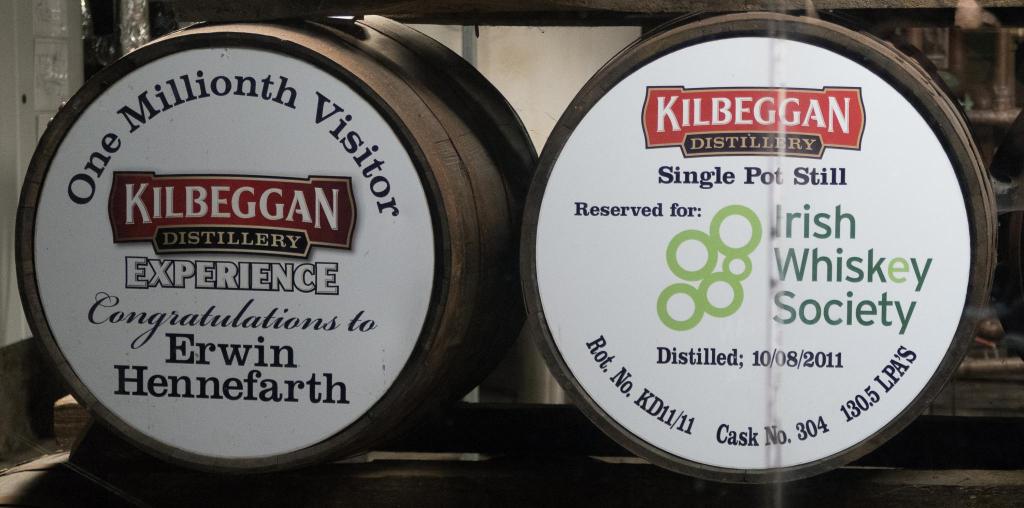 One Millionth Visitor
KILBEGGAN
DISTILLERY
EXPERIENCE
Congratulations to
Erwin
Hennefarth
KILBEGGAN
DISTILLERY
Single Pot Still
Reserved for:
Irish
Whiskey
Society
Distilled; 10/08/2011
Rot. No. KD11/11 Cask No. 304 130.5 LPA'S